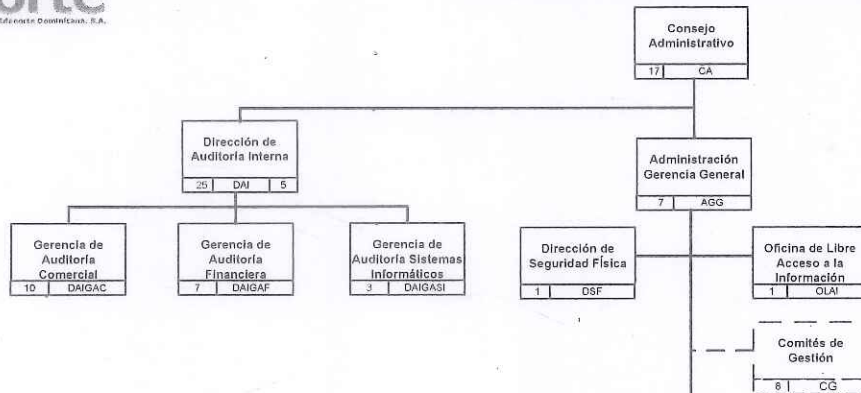 Edenorte Dominicana, S.A.
Consejo
Administrativo
17 CA
Dirección de
Auditoría Interna
25 DAI 5
Administración
Gerencia General
7 AGG
Gerencia de
Auditoría
Comercial
10 DAIGAC
Gerencia de
Auditoría
Financiera
7 DAIGAF
Gerencia de
Auditoría Sistemas
Informáticos
3 DAIGASI
Dirección de
Seguridad Física
1 DSF
Oficina de Libre
Acceso a la
Información
1 OLAI
Comités de
Gestión
8 CG